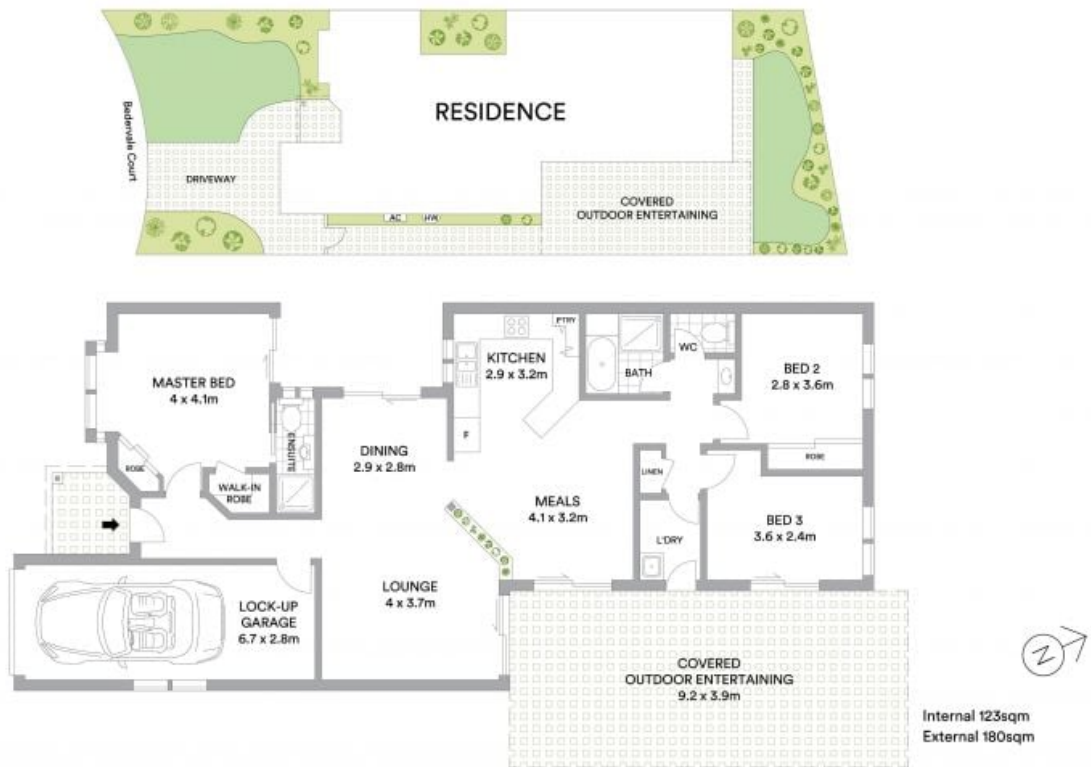 Bedervale Court
RESIDENCE
DRIVEWAY
AC
HW
COVERED
OUTDOOR ENTERTAINING
MASTER BED
4 x 4.1m
ROBE
WALK-IN
ROBE
ENSUITE
DINING
2.9 x 2.8m
KITCHEN
2.9 x 3.2m
PTRY
F
BATH
WC
BED 2
2.8 x 3.6m
ROBE
LINEN
MEALS
4.1 x 3.2m
L'DRY
BED 3
3.6 x 2.4m
LOUNGE
4 x 3.7m
LOCK-UP
GARAGE
6.7 x 2.8m
COVERED
OUTDOOR ENTERTAINING
9.2 x 3.9m
N
Internal 123sqm
External 180sqm